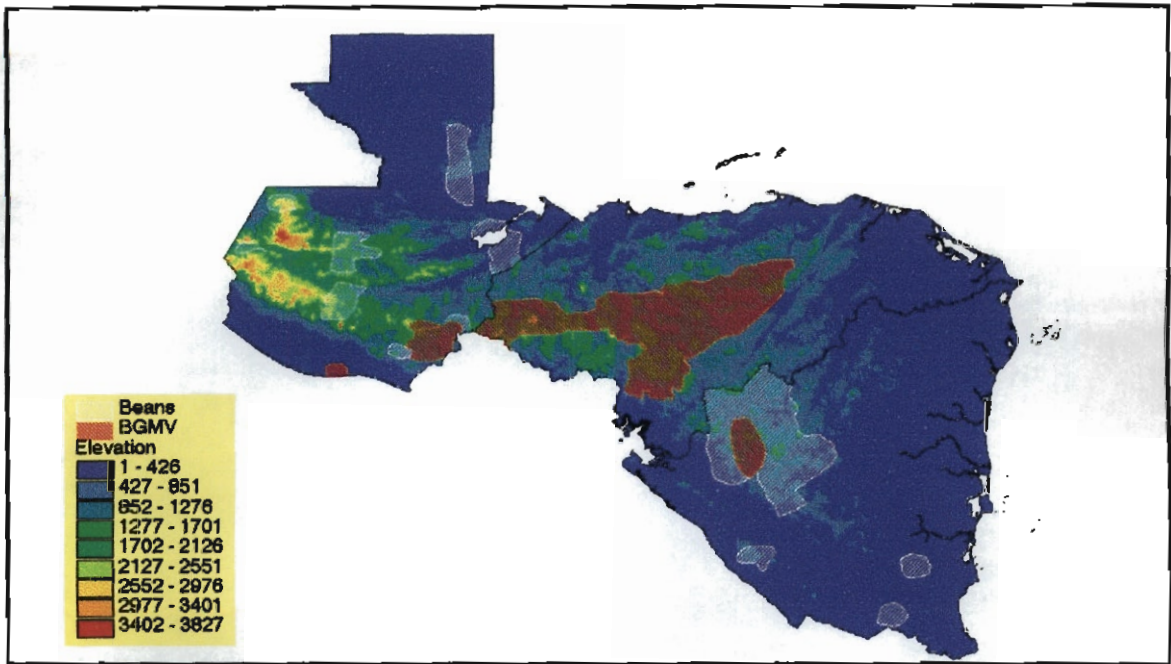 Beans
BGMV
Elevation
1 - 426
427 - 851
852 - 1276
1277 - 1701
1702 - 2126
2127 - 2551
2552 - 2976
2977 - 3401
3402 - 3827